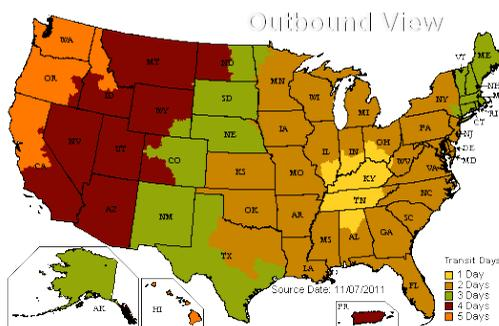 Outbound View
WA
OR
CA
ID
NV
MT
WY
UT
AZ
ND
SD
NE
CO
NM
KS
OK
TX
MN
IA
MO
AR
LA
WI
IL
MI
IN
OH
KY
TN
MS
AL
GA
FL
SC
NC
VA
WV
PA
NY
VT
ME
NH
M
RI
CT
NJ
DE
MD
AK
HI
PR
Source Date: 11/07/2011
Transit Days
1 Day
2 Days
3 Days
4 Days
5 Days